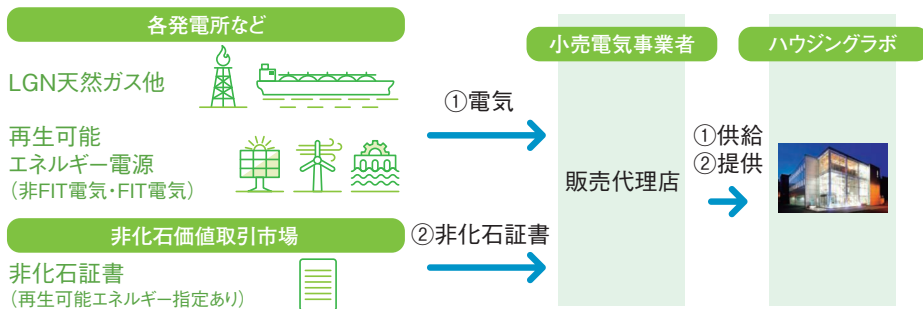 各発電所など
LGN天然ガス他
再生可能
エネルギー電源
(非FIT電気・FIT電気)
非化石価値取引市場
非化石証書
(再生可能エネルギー指定あり)
①電気
②非化石証書
小売電気事業者
販売代理店
①供給
②提供
ハウジングラボ